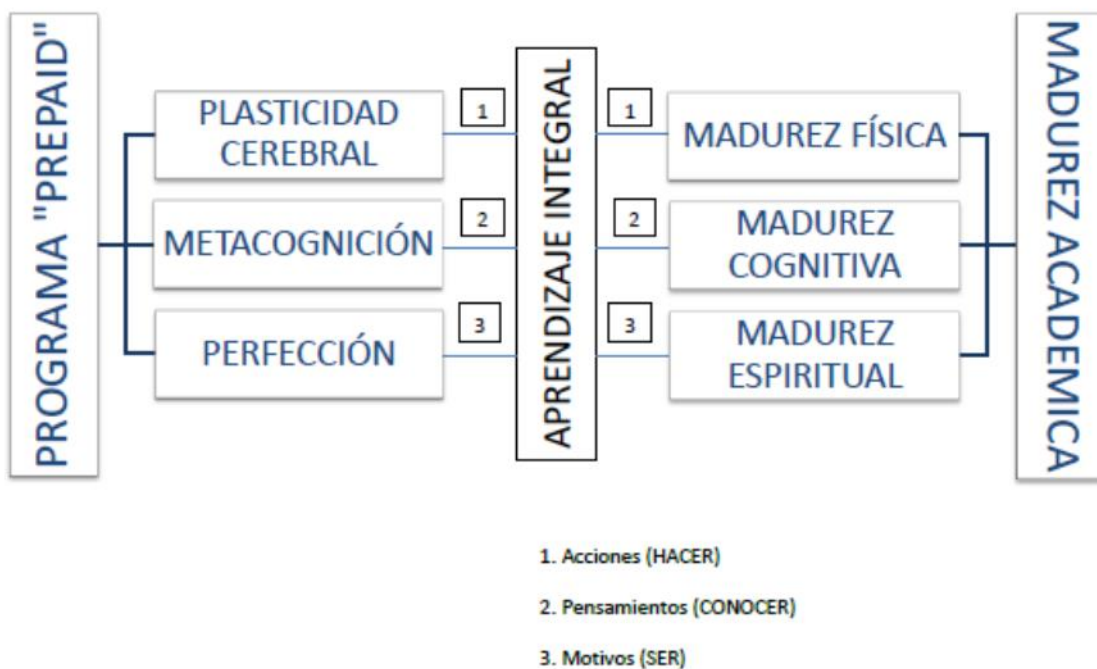 PROGRAMA "PREPAID"
PLASTICIDAD
CEREBRAL
1
METACOGNICIÓN
2
PERFECCIÓN
3
APRENDIZAJE INTEGRAL
1
MADUREZ FÍSICA
2
MADUREZ
COGNITIVA
3
MADUREZ
ESPIRITUAL
MADUREZ ACADEMICA
1. Acciones (HACER)
2. Pensamientos (CONOCER)
3. Motivos (SER)